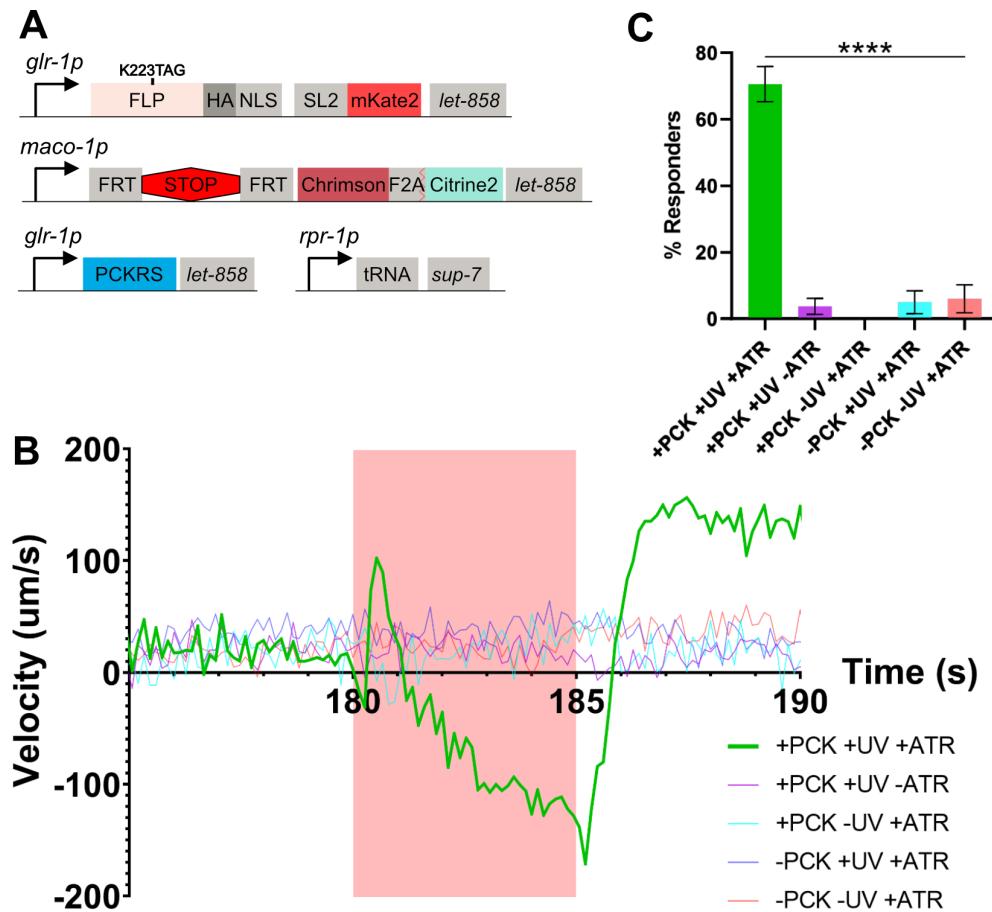 A
glr-1p
K223TAG
FLP HA NLS SL2 mKate2 let-858
maco-1p
FRT STOP FRT Chrimson F2A Citrine2 let-858
glr-1p
PCKRS let-858
rpr-1p
tRNA sup-7
C
****
80
60
40
20
0
% Responders
+PCK +UV +ATR
+PCK +UV -ATR
+PCK -UV +ATR
-PCK +UV +ATR
-PCK -UV +ATR
B
200
100
0
-100
-200
Velocity (um/s)
180
185
190
Time (s)
+PCK +UV +ATR
+PCK +UV -ATR
+PCK -UV +ATR
-PCK +UV +ATR
-PCK -UV +ATR